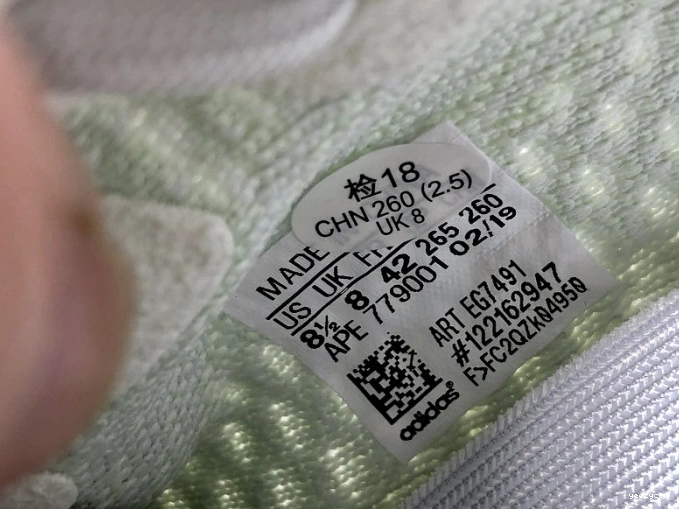 检18
CHN 260 (2.5)
UK 8
MADE
US UK FR
8½ 8 42 265 260
APE 779001 02/19
ART EG7491
#122162947
F>FC2QZK0495Q
adidas®